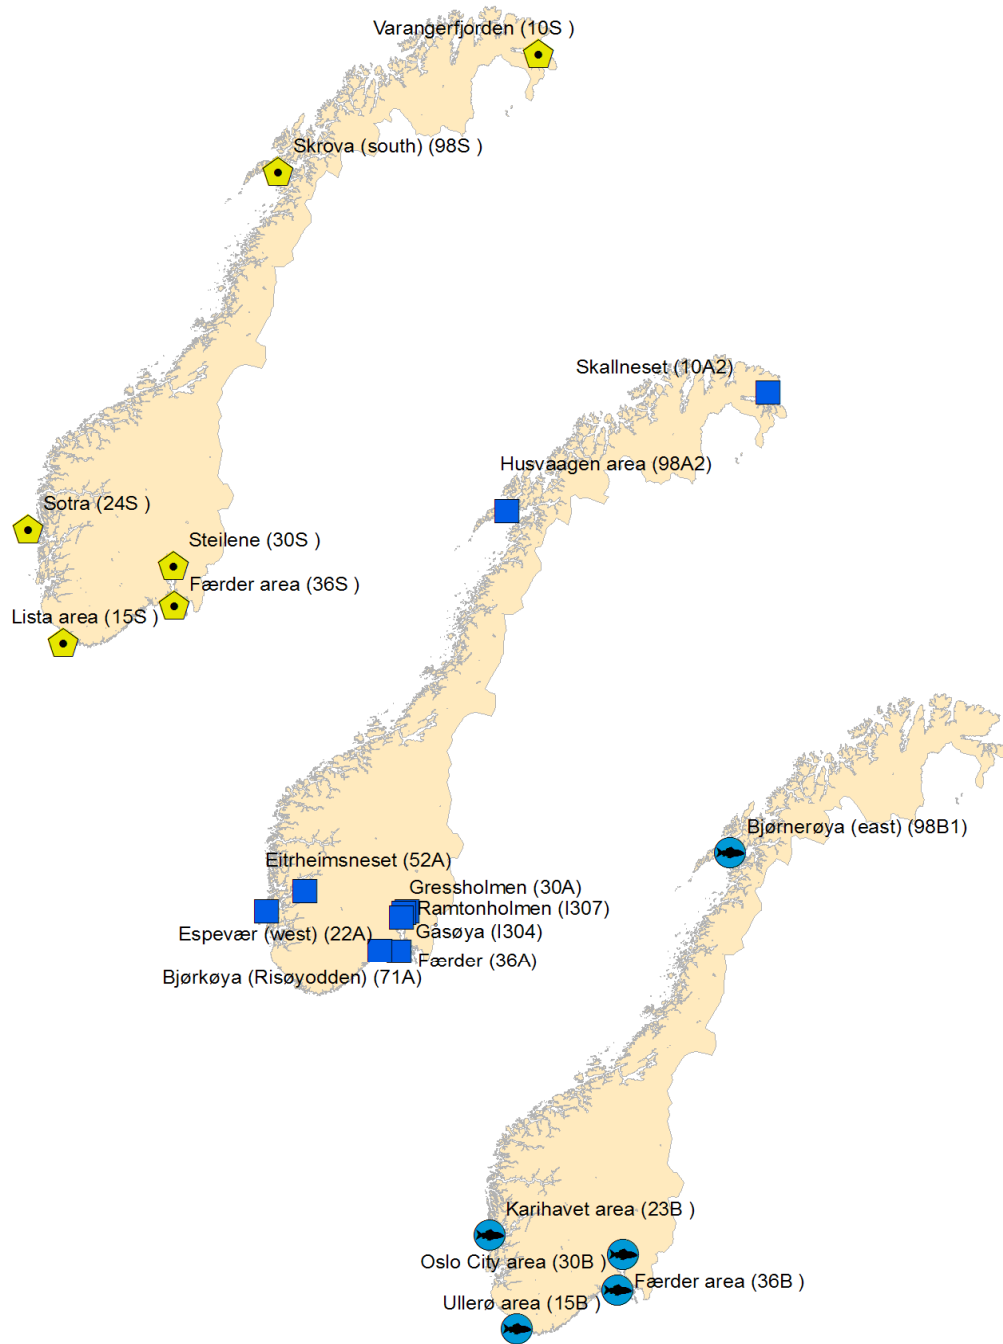 Varangerfjorden (10S )
Skrova (south) (98S )
Sotra (24S )
Steilene (30S )
Færder area (36S )
Lista area (15S )
Skallneset (10A2)
Husvaagen area (98A2)
Eitrheimsneset (52A)
Gressholmen (30A)
Ramtonholmen (I307)
Gåsøya (I304)
Espevær (west) (22A)
Færder (36A)
Bjørkøya (Risøyodden) (71A)
Bjørnerøya (east) (98B1)
Karihavet area (23B )
Oslo City area (30B )
Færder area (36B )
Ullerø area (15B )